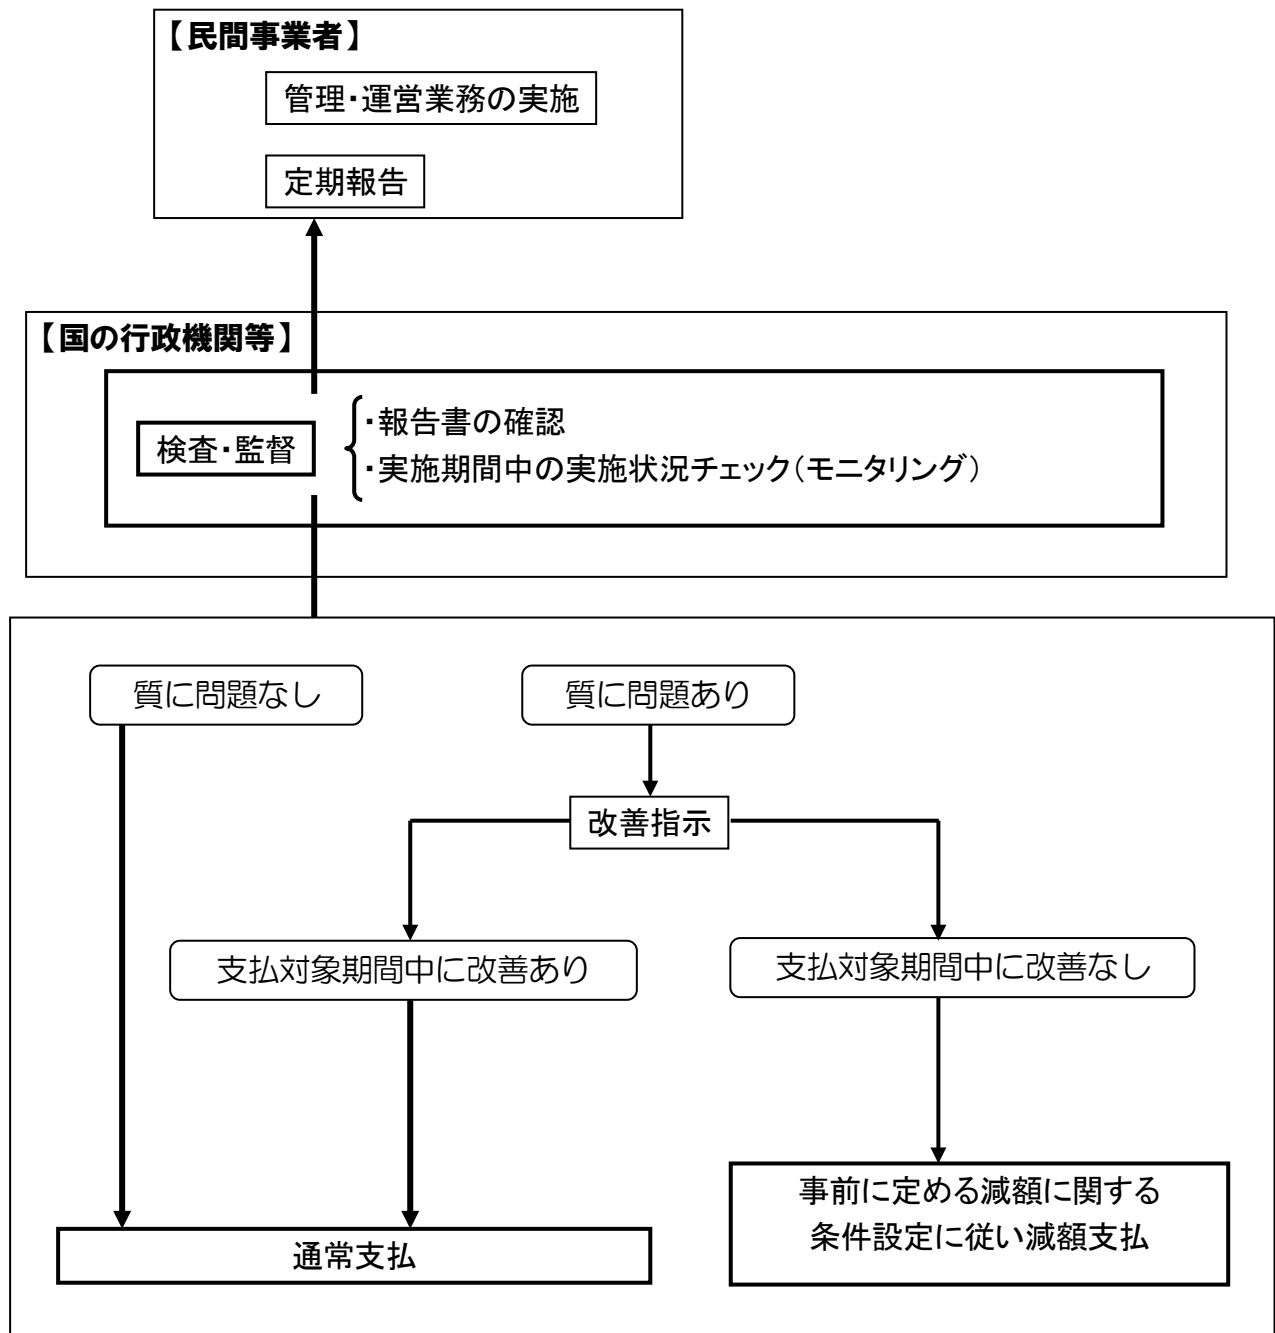 【民間事業者】
管理・運営業務の実施
定期報告
【国の行政機関等】
検査・監督
・報告書の確認
・実施期間中の実施状況チェック(モニタリング)
質に問題なし
質に問題あり
改善指示
支払対象期間中に改善あり
支払対象期間中に改善なし
事前に定める減額に関する
条件設定に従い減額支払
通常支払